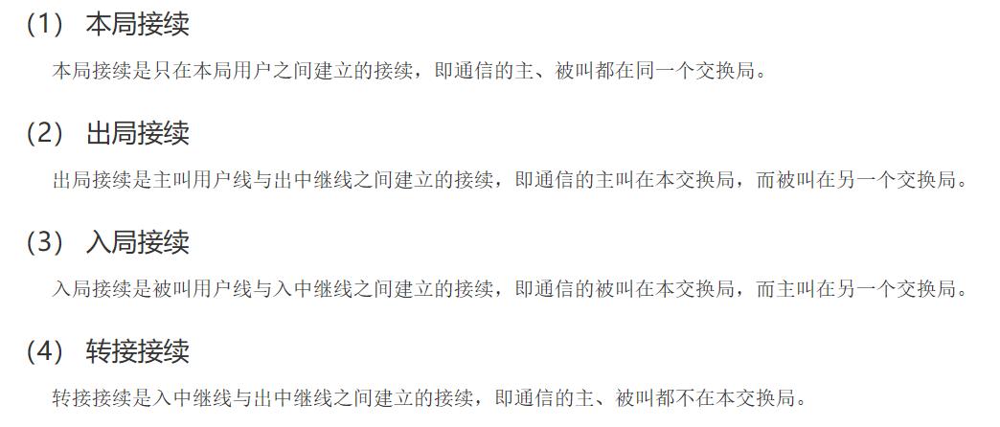 （1） 本局接续
本局接续是只在本局用户之间建立的接续，即通信的主、被叫都在同一个交换局。
（2） 出局接续
出局接续是主叫用户线与出中继线之间建立的接续，即通信的主叫在本交换局，而被叫在另一个交换局。
（3） 入局接续
入局接续是被叫用户线与入中继线之间建立的接续，即通信的被叫在本交换局，而主叫在另一个交换局。
（4） 转接接续
转接接续是入中继线与出中继线之间建立的接续，即通信的主、被叫都不在本交换局。